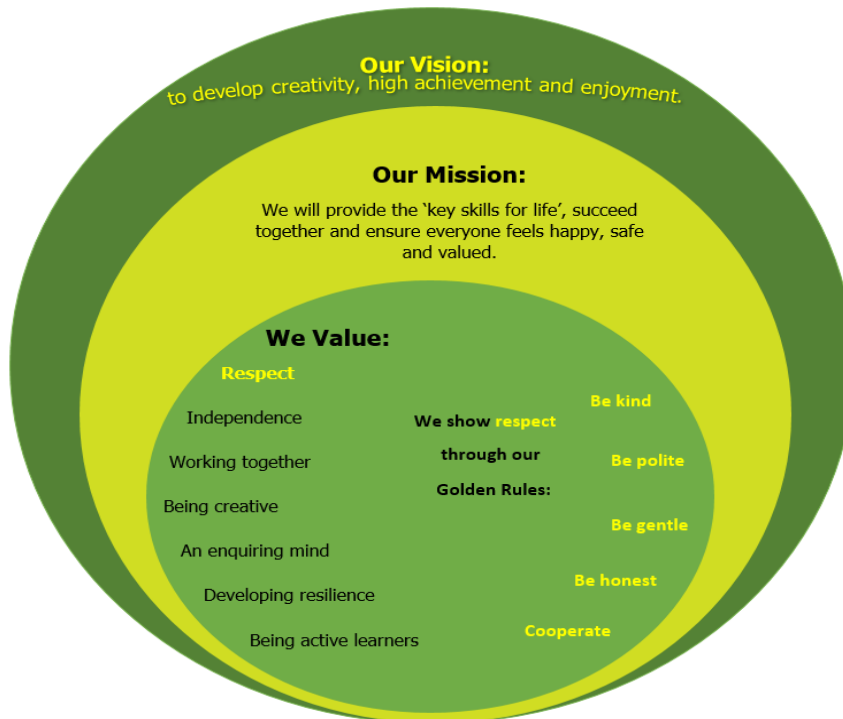 Our Vision:
to develop creativity, high achievement and enjoyment.
Our Mission:
We will provide the ‘key skills for life’, succeed
together and ensure everyone feels happy, safe
and valued.
We Value:
Respect
Independence
Working together
Being creative
An enquiring mind
Developing resilience
Being active learners
We show respect
through our
Golden Rules:
Be kind
Be polite
Be gentle
Be honest
Cooperate